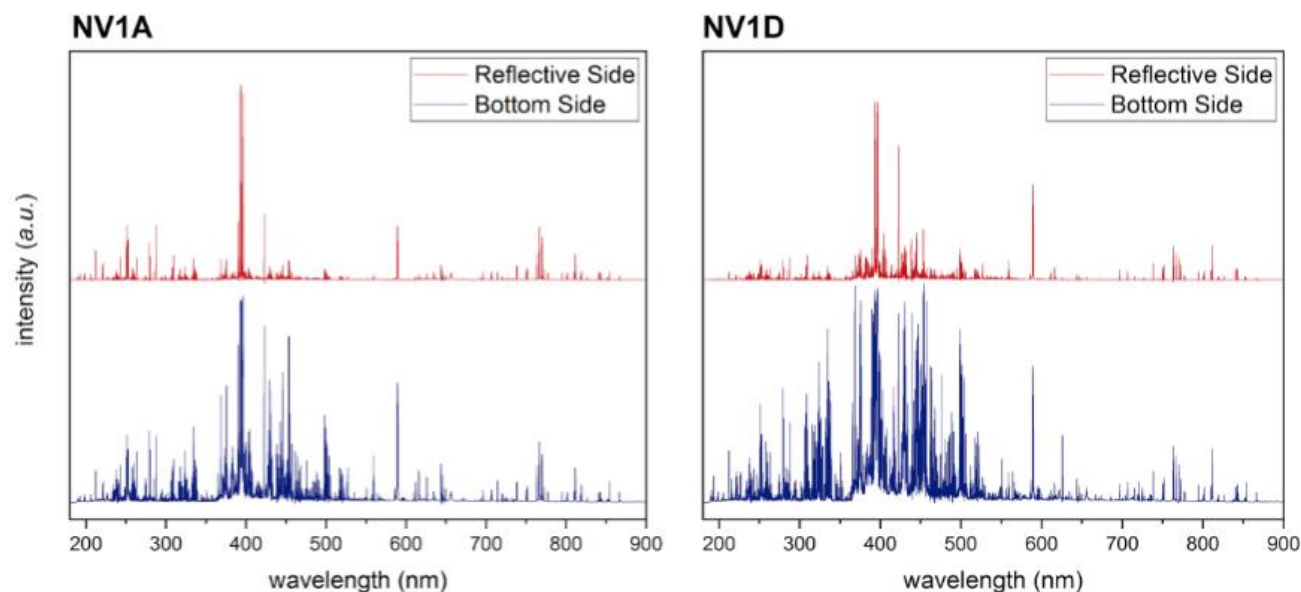 NV1A
Reflective Side
Bottom Side
intensity (a.u.)
200 300 400 500 600 700 800 900
wavelength (nm)
NV1D
Reflective Side
Bottom Side
200 300 400 500 600 700 800 900
wavelength (nm)